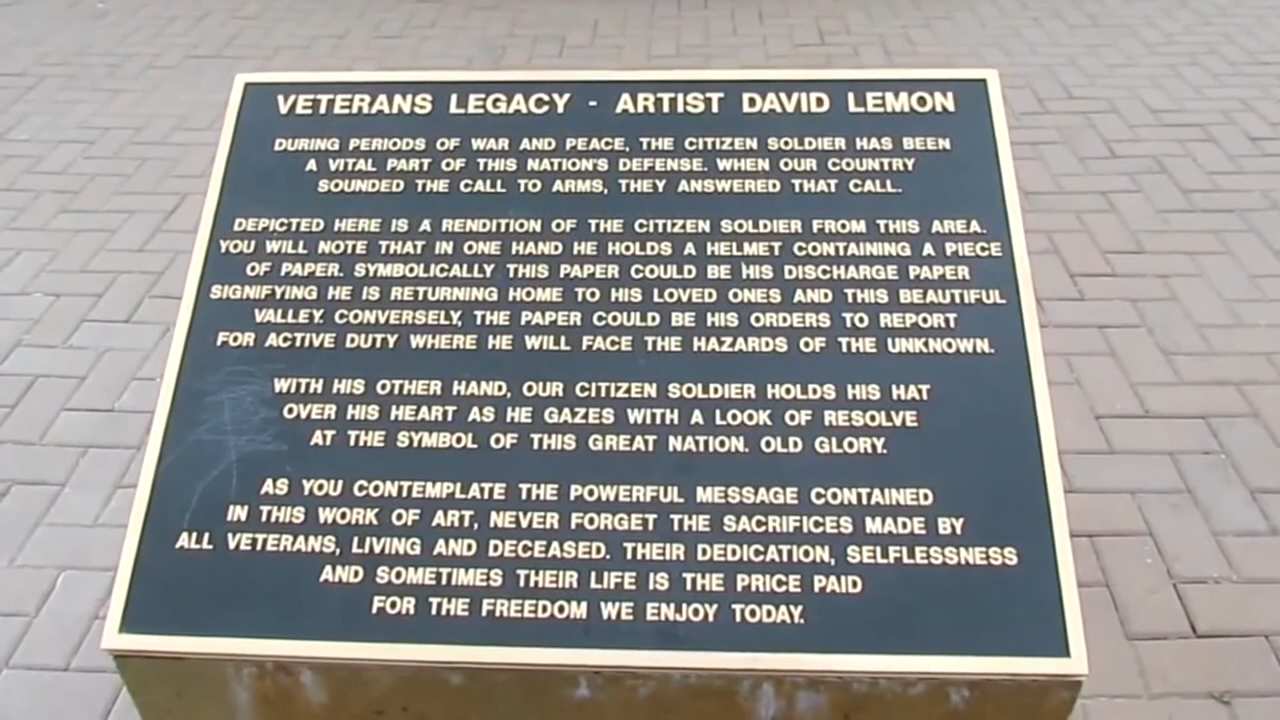 VETERANS LEGACY - ARTIST DAVID LEMON
DURING PERIODS OF WAR AND PEACE, THE CITIZEN SOLDIER HAS BEEN
A VITAL PART OF THIS NATION'S DEFENSE. WHEN OUR COUNTRY
SOUNDED THE CALL TO ARMS, THEY ANSWERED THAT CALL.
DEPICTED HERE IS A RENDITION OF THE CITIZEN SOLDIER FROM THIS AREA.
YOU WILL NOTE THAT IN ONE HAND HE HOLDS A HELMET CONTAINING A PIECE
OF PAPER. SYMBOLICALLY THIS PAPER COULD BE HIS DISCHARGE PAPER
SIGNIFYING HE IS RETURNING HOME TO HIS LOVED ONES AND THIS BEAUTIFUL
VALLEY. CONVERSELY, THE PAPER COULD BE HIS ORDERS TO REPORT
FOR ACTIVE DUTY WHERE HE WILL FACE THE HAZARDS OF THE UNKNOWN.
WITH HIS OTHER HAND, OUR CITIZEN SOLDIER HOLDS HIS HAT
OVER HIS HEART AS HE GAZES WITH A LOOK OF RESOLVE
AT THE SYMBOL OF THIS GREAT NATION. OLD GLORY.
AS YOU CONTEMPLATE THE POWERFUL MESSAGE CONTAINED
IN THIS WORK OF ART, NEVER FORGET THE SACRIFICES MADE BY
ALL VETERANS, LIVING AND DECEASED. THEIR DEDICATION, SELFLESSNESS
AND SOMETIMES THEIR LIFE IS THE PRICE PAID
FOR THE FREEDOM WE ENJOY TODAY.